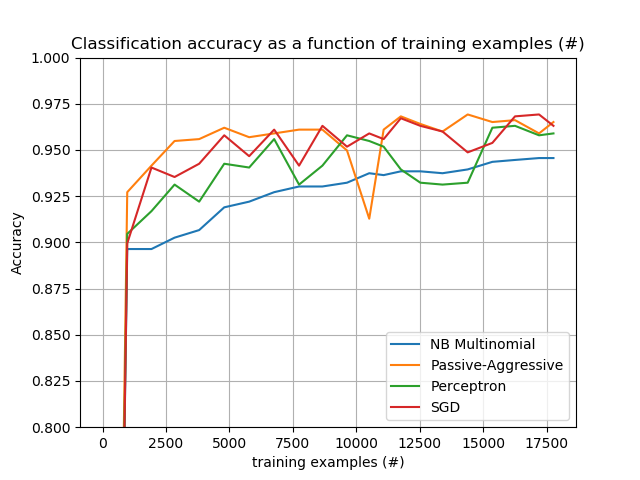 Classification accuracy as a function of training examples (#)
1.000
0.975
0.950
0.925
0.900
0.875
0.850
0.825
0.800
Accuracy
0
2500
5000
7500
10000
12500
15000
17500
training examples (#)
NB Multinomial
Passive-Aggressive
Perceptron
SGD